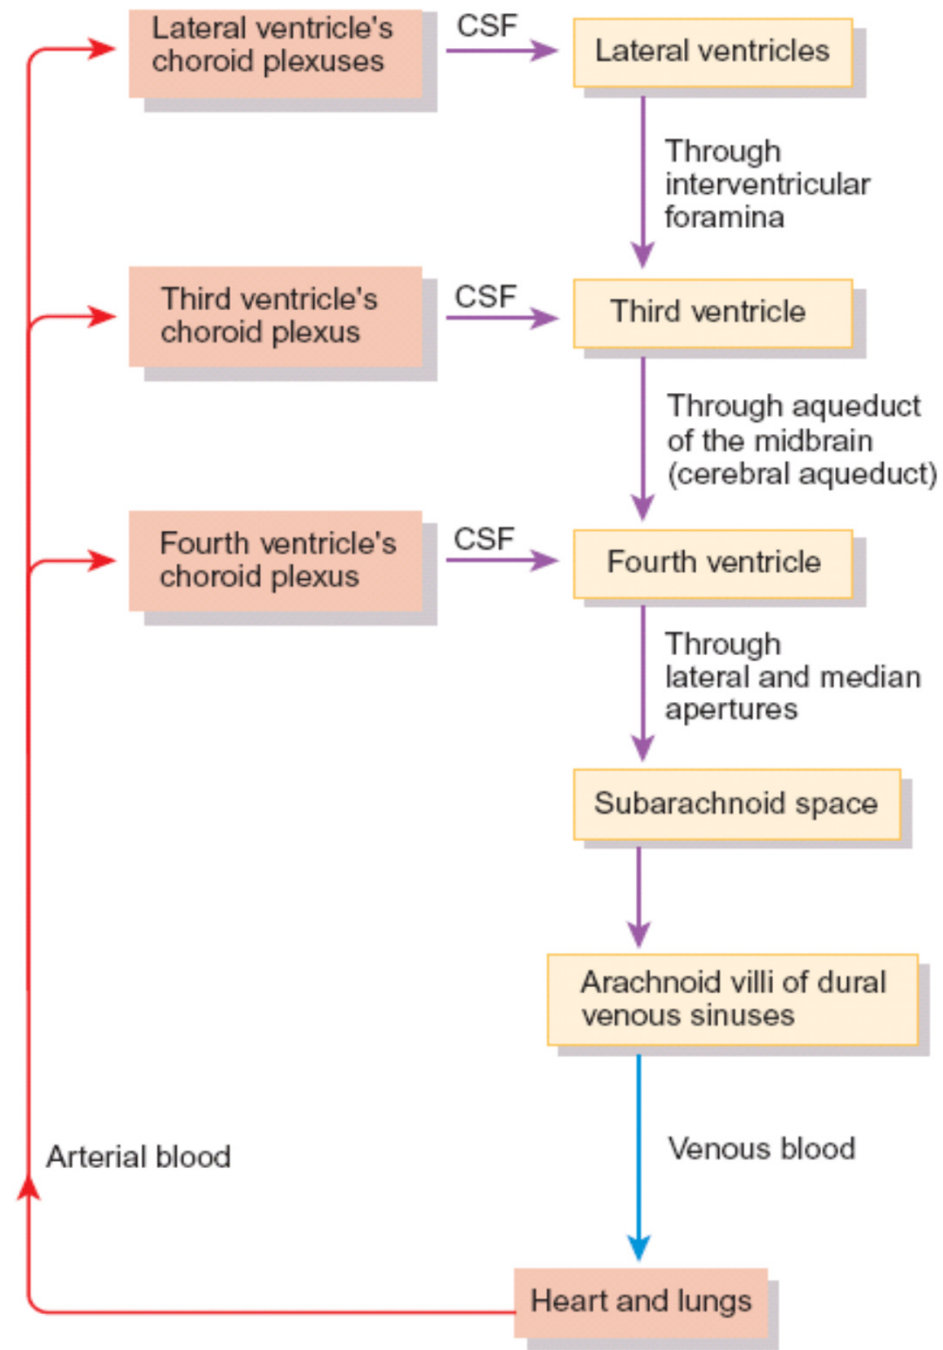 Lateral ventricle's
choroid plexuses
CSF
Lateral ventricles
Through
interventricular
foramina
Third ventricle's
choroid plexus
CSF
Third ventricle
Through aqueduct
of the midbrain
(cerebral aqueduct)
Fourth ventricle's
choroid plexus
CSF
Fourth ventricle
Through
lateral and median
apertures
Subarachnoid space
Arachnoid villi of dural
venous sinuses
Arterial blood
Venous blood
Heart and lungs